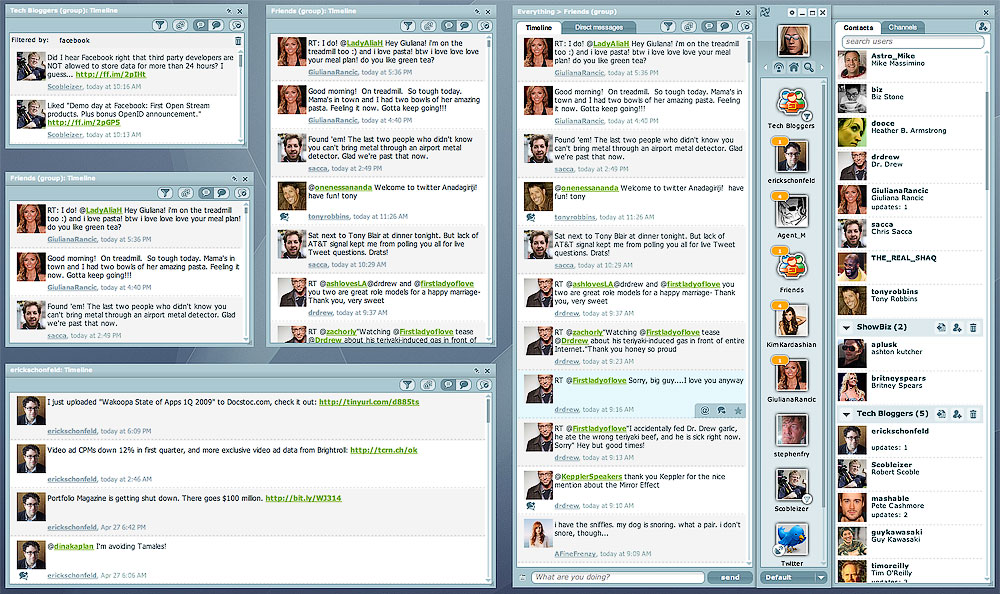 Tech Bloggers (group): Timeline
Filtered by: facebook
Did I hear Facebook right that third party developers are
NOT allowed to store data for more than 24 hours? I
guess... http://ff.im/2pIHt
Scobleizer, today at 10:16 AM
Liked "Demo day at Facebook: First Open Stream
products. Plus bonus OpenID announcement."
http://ff.im/2pGP5
Scobleizer, today at 10:13 AM
Friends (group): Timeline
RT: I do! @LadyAliaH Hey Giuliana! i'm on the treadmill
too :) and i love pasta! btw i love love love your meal plan!
do you like green tea?
GiulianaRancic, today at 5:36 PM
Good morning! On treadmill. So tough today. Mama's in
town and I had two bowls of her amazing pasta. Feeling it
now. Gotta keep going!!!
GiulianaRancic, today at 4:40 PM
Found 'em! The last two people who didn't know you can't
bring metal through an airport metal detector. Glad
we're past that now.
sacca, today at 2:49 PM
Friends (group): Timeline
RT: I do! @LadyAliaH Hey Giuliana! i'm on the
treadmill too :) and i love pasta! btw i love love love
your meal plan! do you like green tea?
GiulianaRancic, today at 5:36 PM
Good morning! On treadmill. So tough today.
Mama's in town and I had two bowls of her amazing
pasta. Feeling it now. Gotta keep going!!!
GiulianaRancic, today at 4:40 PM
Found 'em! The last two people who didn't know
you can't bring metal through an airport metal
detector. Glad we're past that now.
sacca, today at 2:49 PM
@onenessananda Welcome to twitter Anadagirji!
have fun! tony
tonyrobbins, today at 11:26 AM
Sat next to Tony Blair at dinner tonight. But lack of
AT&T signal kept me from polling you all for live
Tweet questions. Drats!
sacca, today at 10:29 AM
RT @ashlovesLA@drdrew and @firstladyoflove
you two are great role models for a happy marriage-
Thank you, very sweet
drdrew, today at 9:37 AM
RT @zachorly"Watching @Firstladyoflove tease
@Drdrew about his teriyaki-induced gas in front of
erickschonfeld: Timeline
I just uploaded "Wakoopa State of Apps 1Q 2009" to Docstoc.com, check it out: http://tinyurl.com/d885ts
erickschonfeld, today at 6:09 PM
Video ad CPMs down 12% in first quarter, and more exclusive video ad data from Brightroll: http://tcrn.ch/ok
erickschonfeld, today at 2:46 AM
Portfolio Magazine is getting shut down. There goes $100 millon. http://bit.ly/WJ314
erickschonfeld, Apr 27 6:42 PM
@dinakaplan I'm avoiding Tamales!
erickschonfeld, Apr 27 6:06 AM
Everything > Friends (group)
Timeline Direct messages
RT: I do! @LadyAliaH Hey Giuliana! i'm on the treadmill
too :) and i love pasta! btw i love love love your meal
plan! do you like green tea?
GiulianaRancic, today at 5:36 PM
Good morning! On treadmill. So tough today. Mama's
in town and I had two bowls of her amazing pasta.
Feeling it now. Gotta keep going!!!
GiulianaRancic, today at 4:40 PM
Found 'em! The last two people who didn't know you
can't bring metal through an airport metal detector.
Glad we're past that now.
sacca, today at 2:49 PM
@onenessananda Welcome to twitter Anadagirji! have
fun! tony
tonyrobbins, today at 11:26 AM
Sat next to Tony Blair at dinner tonight. But lack of
AT&T signal kept me from polling you all for live Tweet
questions. Drats!
sacca, today at 10:29 AM
RT @ashlovesLA@drdrew and @firstladyoflove you
two are great role models for a happy marriage- Thank
you, very sweet
drdrew, today at 9:37 AM
RT @zachorly"Watching @Firstladyoflove tease
@Drdrew about his teriyaki-induced gas in front of entire
Internet."Thank you honey so proud
drdrew, today at 9:23 AM
RT @Firstladyoflove Sorry, big guy....I love you anyway
drdrew, today at 9:16 AM
RT @Firstladyoflove"I accidentally fed Dr. Drew garlic,
he ate the wrong teriyaki beef, and he is sick right now.
Sorry" Hey but good times!
drdrew, today at 9:13 AM
@KepplerSpeakers thank you Keppler for the nice
mention about the Mirror Effect
drdrew, today at 9:10 AM
i have the sniffles. my dog is snoring. what a pair. i don't
snore, though...
AFineFrenzy, today at 9:09 AM
What are you doing?
send
Tech Bloggers
1
erickschonfeld
4
Agent_M
Friends
4
KimKardashian
1
GiulianaRancic
stephenfry
Scobleizer
Twitter
Default
Contacts Channels
search users
Astro_Mike
Mike Massimino
biz
Biz Stone
dooce
Heather B. Armstrong
drdrew
Dr. Drew
GiulianaRancic
Giuliana Rancic
updates: 1
sacca
Chris Sacca
THE_REAL_SHAQ
tonyrobbins
Tony Robbins
ShowBiz (2)
aplusk
ashton kutcher
britneyspears
Britney Spears
Tech Bloggers (5)
erickschonfeld
updates: 1
Scobleizer
Robert Scoble
mashable
Pete Cashmore
updates: 2
guykawasaki
Guy Kawasaki
timoreilly
Tim O'Reilly